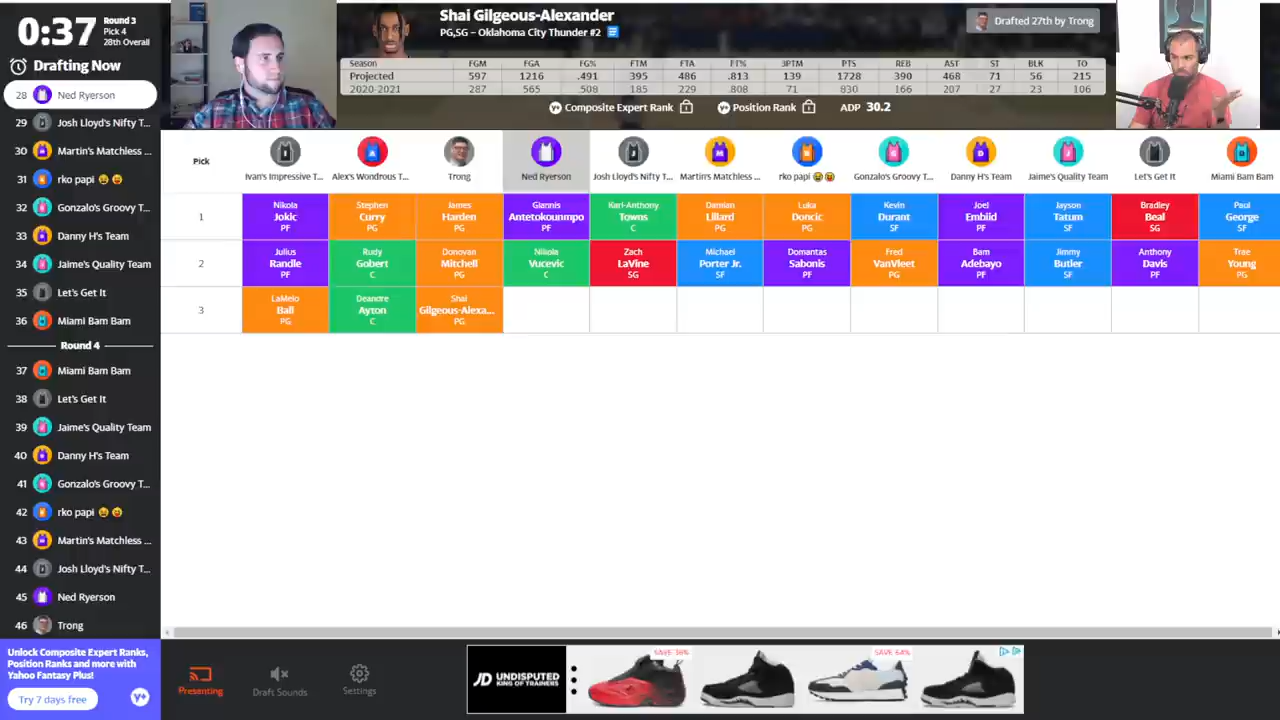 0:37
Round 3
Pick 4
28th Overall
Drafting Now
28 Ned Ryerson
29 Josh Lloyd's Nifty T...
30 Martin's Matchless ...
31 rko papi 😪 😝
32 Gonzalo's Groovy T...
33 Danny H's Team
34 Jaime's Quality Team
35 Let's Get It
36 Miami Bam Bam
Round 4
37 Miami Bam Bam
38 Let's Get It
39 Jaime's Quality Team
40 Danny H's Team
41 Gonzalo's Groovy T...
42 rko papi 😪 😝
43 Martin's Matchless ...
44 Josh Lloyd's Nifty T...
45 Ned Ryerson
46 Trong
Unlock Composite Expert Ranks,
Position Ranks and more with
Yahoo Fantasy Plus!
Try 7 days free
Y+
Shai Gilgeous-Alexander
PG,SG – Oklahoma City Thunder #2
Drafted 27th by Trong
Season FGM FGA FG% FTM FTA FT% 3PTM PTS REB AST ST BLK TO
Projected 597 1216 .491 395 486 .813 139 1728 390 468 71 56 215
2020-2021 287 565 .508 185 229 .808 71 830 166 207 27 23 106
Y+ Composite Expert Rank Y+ Position Rank ADP 30.2
Pick Ivan's Impressive T... Alex's Wondrous T... Trong Ned Ryerson Josh Lloyd's Nifty T... Martin's Matchless ... rko papi 😪😝 Gonzalo's Groovy T... Danny H's Team Jaime's Quality Team Let's Get It Miami Bam Bam
Nikola Stephen James Giannis Karl-Anthony Damian Luka Kevin Joel Jayson Bradley Paul
1 Jokic Curry Harden Antetokounmpo Towns Lillard Doncic Durant Embiid Tatum Beal George
PF PG PG PF C PG PG SF PF SF SG SF
Julius Rudy Donovan Nikola Zach Michael Domantas Fred Bam Jimmy Anthony Trae
2 Randle Gobert Mitchell Vucevic LaVine Porter Jr. Sabonis VanVleet Adebayo Butler Davis Young
PF C PG C SG SF PF PG PF SF PF PG
LaMelo Deandre Shai
3 Ball Ayton Gilgeous-Alexa...
PG C PG
Presenting
Draft Sounds
Settings
JD UNDISPUTED
KING OF TRAINERS
SAVE 38%
SAVE 64%